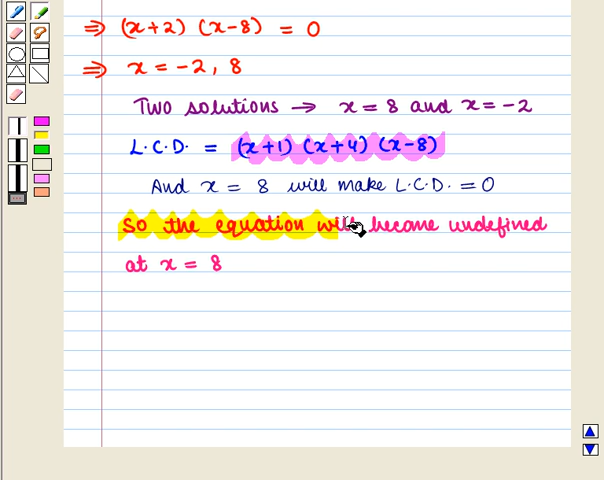 ⇒ (x+2) (x-8) = 0
⇒ x = -2, 8
Two solutions → x = 8 and x = -2
L.C.D. = (x+1) (x+4) (x-8)
And x = 8 will make L.C.D. = 0
So the equation will become undefined
at x = 8